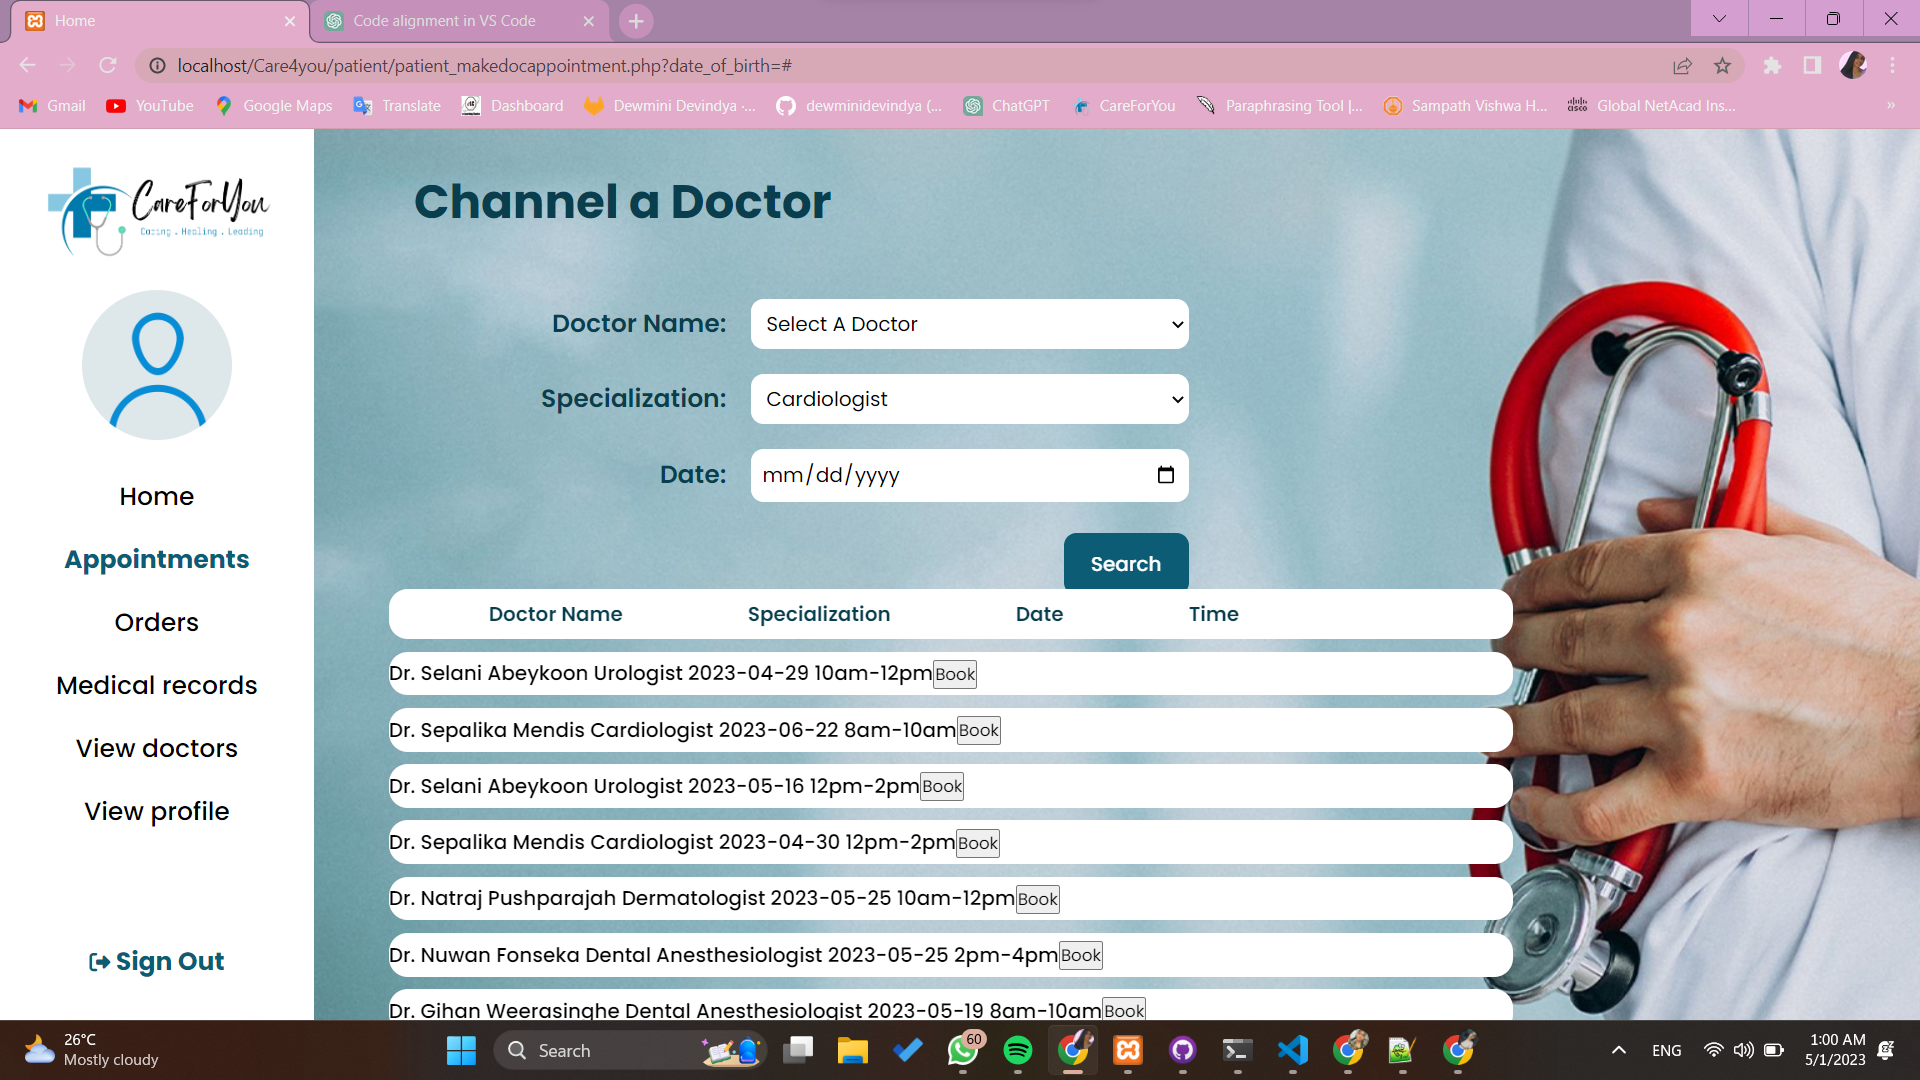 Home
Code alignment in VS Code
localhost/Care4you/patient/patient_makedocappointment.php?date_of_birth=#
Gmail
YouTube
Google Maps
Translate
Dashboard
Dewmini Devindya -...
dewminidevindya (...
ChatGPT
CareForYou
Paraphrasing Tool |...
Sampath Vishwa H...
cisco
Global NetAcad Ins...
»
CareForYou
Caring . Healing . Leading
Home
Appointments
Orders
Medical records
View doctors
View profile
Sign Out
Channel a Doctor
Doctor Name:
Select A Doctor
Specialization:
Cardiologist
Date:
mm/dd/yyyy
Search
Doctor Name Specialization Date Time
Dr. Selani Abeykoon Urologist 2023-04-29 10am-12pm Book
Dr. Sepalika Mendis Cardiologist 2023-06-22 8am-10am Book
Dr. Selani Abeykoon Urologist 2023-05-16 12pm-2pm Book
Dr. Sepalika Mendis Cardiologist 2023-04-30 12pm-2pm Book
Dr. Natraj Pushparajah Dermatologist 2023-05-25 10am-12pm Book
Dr. Nuwan Fonseka Dental Anesthesiologist 2023-05-25 2pm-4pm Book
Dr. Gihan Weerasinghe Dental Anesthesiologist 2023-05-19 8am-10am Book
26°C
Mostly cloudy
Search
60
ENG
1:00 AM
5/1/2023